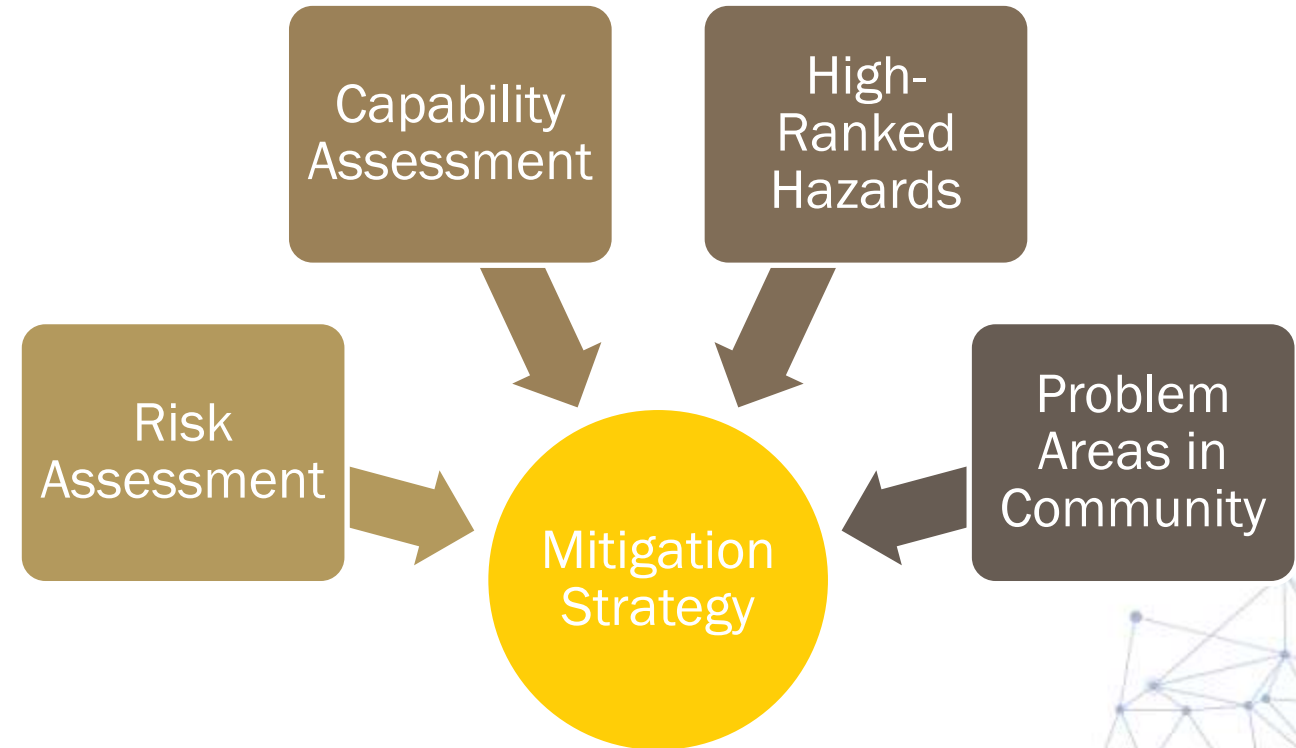 Risk
Assessment
Capability
Assessment
High-
Ranked
Hazards
Problem
Areas in
Community
Mitigation
Strategy